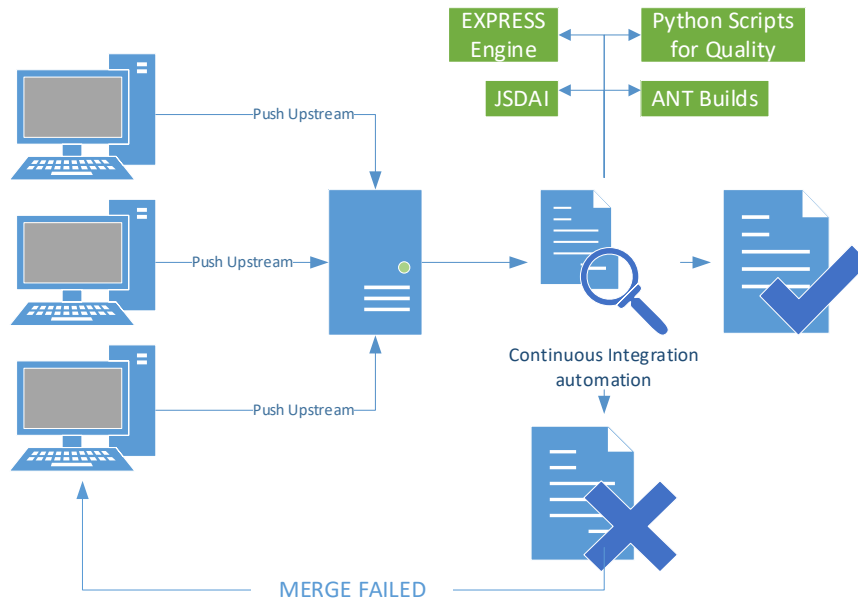 EXPRESS
Engine
Python Scripts
for Quality
JSDAI
ANT Builds
Push Upstream
Push Upstream
Push Upstream
Continuous Integration
automation
MERGE FAILED